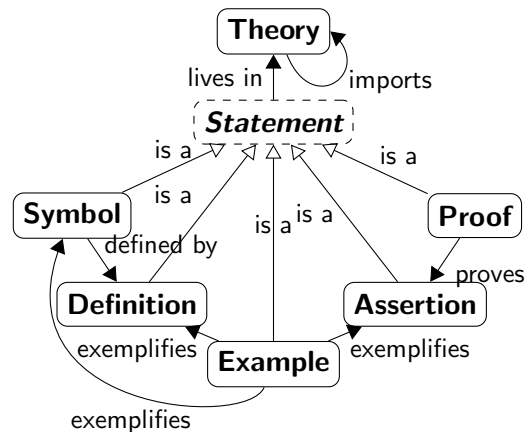 Theory
lives in
imports
Statement
is a
is a
is a
Symbol
is a
is a
Proof
defined by
proves
Definition
Assertion
exemplifies
Example
exemplifies
exemplifies